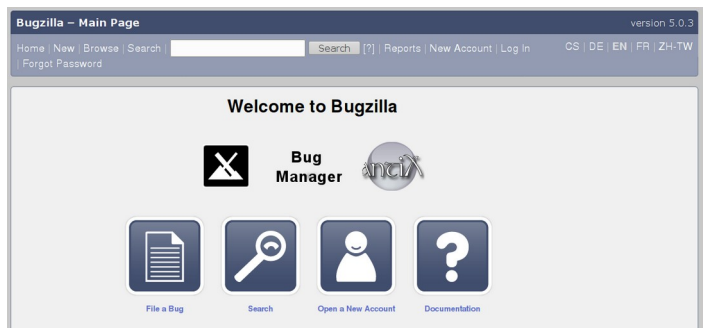 Bugzilla – Main Page version 5.0.3
Home | New | Browse | Search | Search [?] | Reports | New Account | Log In CS | DE | EN | FR | ZH-TW
| Forgot Password
Welcome to Bugzilla
Bug
Manager
antiX
File a Bug Search Open a New Account Documentation